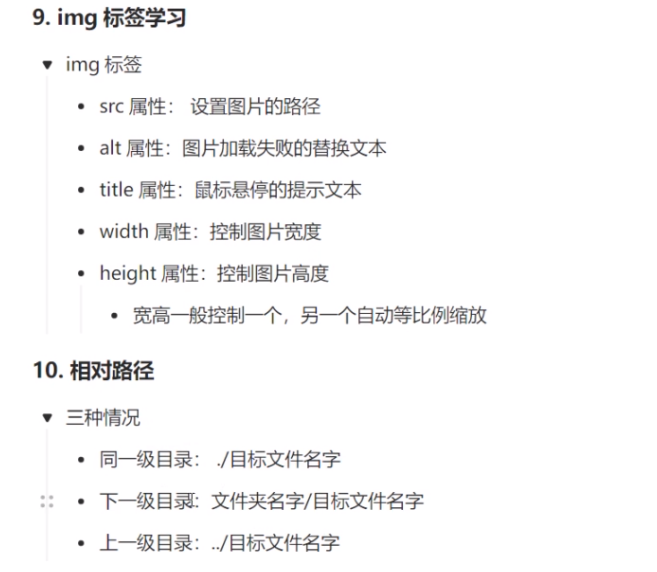 9. img 标签学习
img 标签
src 属性： 设置图片的路径
alt 属性：图片加载失败的替换文本
title 属性：鼠标悬停的提示文本
width 属性：控制图片宽度
height 属性：控制图片高度
宽高一般控制一个，另一个自动等比例缩放
10. 相对路径
三种情况
同一级目录： ./目标文件名字
下一级目录：文件夹名字/目标文件名字
上一级目录：../目标文件名字